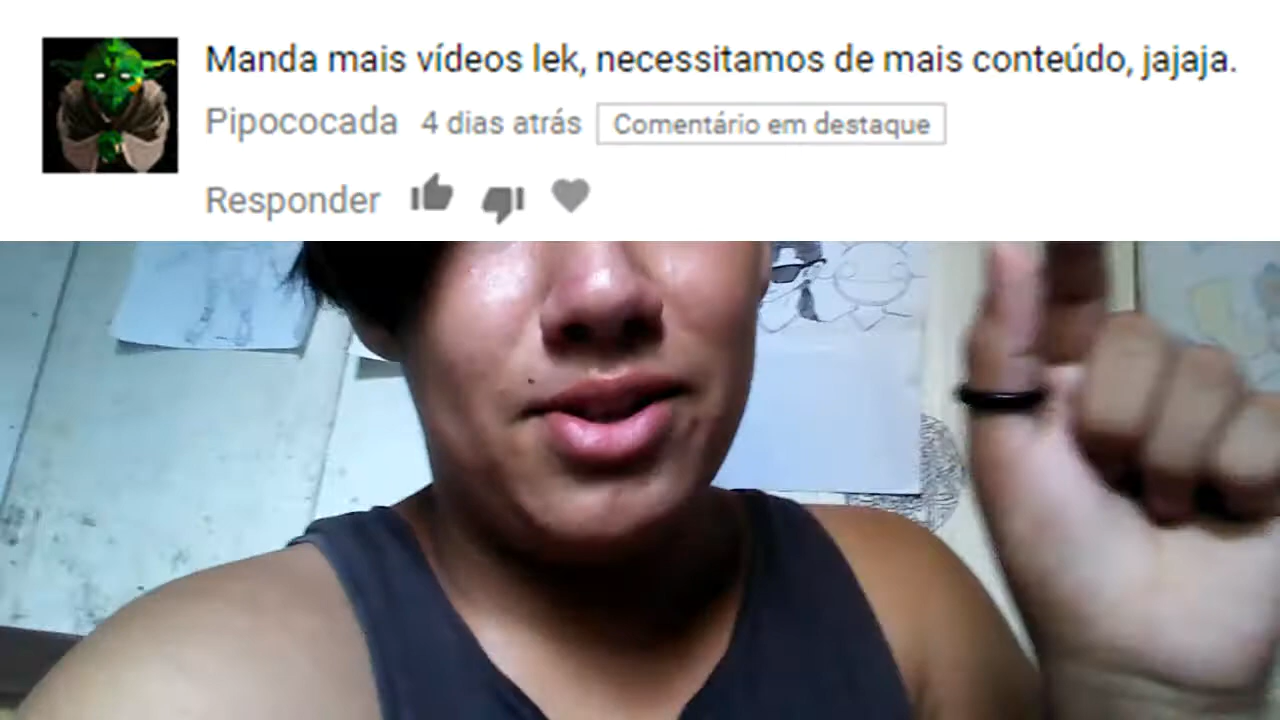 Manda mais vídeos lek, necessitamos de mais conteúdo, jajaja.
Pipococada 4 dias atrás Comentário em destaque
Responder